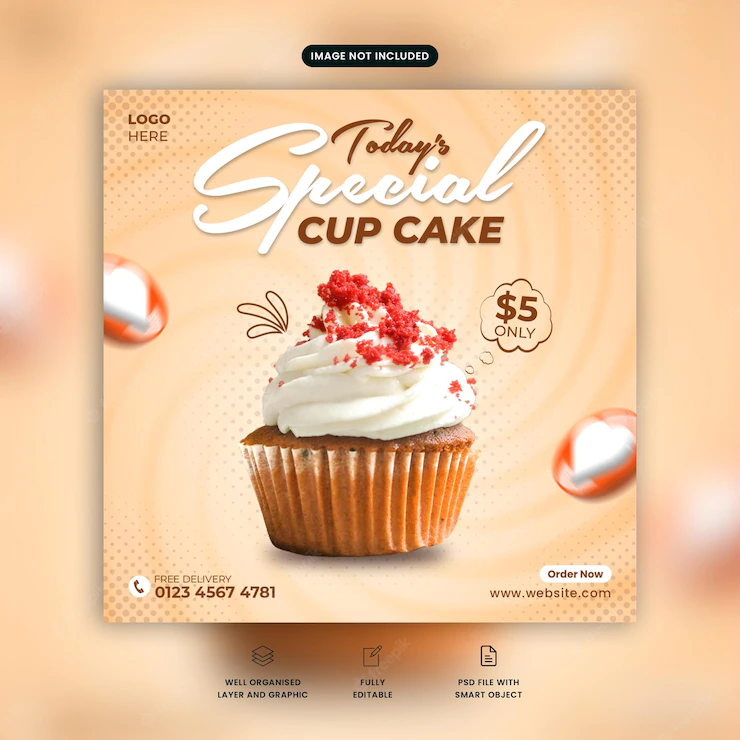 IMAGE NOT INCLUDED
LOGO
HERE
Today's
Special
CUP CAKE
$5
ONLY
FREE DELIVERY
0123 4567 4781
Order Now
www.website.com
WELL ORGANISED
LAYER AND GRAPHIC
FULLY
EDITABLE
PSD FILE WITH
SMART OBJECT